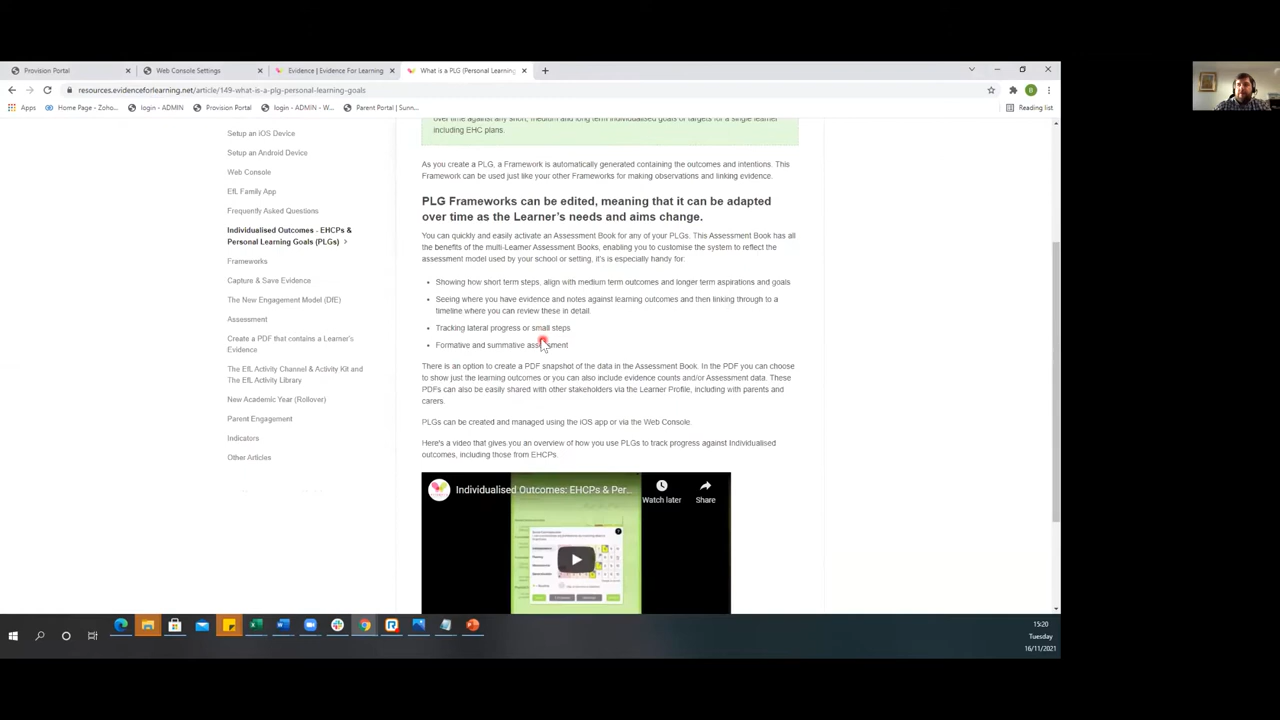 Provision Portal
Web Console Settings
Evidence | Evidence For Learning
What is a PLG (Personal Learning
resources.evidenceforlearning.net/article/149-what-is-a-plg-personal-learning-goals
Apps
Home Page - Zoho...
login - ADMIN
Provision Portal
login - ADMIN - W...
Parent Portal | Sunn...
Reading list
Setup an iOS Device
Setup an Android Device
Web Console
EfL Family App
Frequently Asked Questions
Individualised Outcomes - EHCPs &
Personal Learning Goals (PLGs)
Frameworks
Capture & Save Evidence
The New Engagement Model (DfE)
Assessment
Create a PDF that contains a Learner's
Evidence
The EfL Activity Channel & Activity Kit and
The EfL Activity Library
New Academic Year (Rollover)
Parent Engagement
Indicators
Other Articles
over time against any short, medium and long term individualised goals or targets for a single learner
including EHC plans.
As you create a PLG, a Framework is automatically generated containing the outcomes and intentions. This
Framework can be used just like your other Frameworks for making observations and linking evidence.
PLG Frameworks can be edited, meaning that it can be adapted
over time as the Learner's needs and aims change.
You can quickly and easily activate an Assessment Book for any of your PLGs. This Assessment Book has all
the benefits of the multi-Learner Assessment Books, enabling you to customise the system to reflect the
assessment model used by your school or setting, it's is especially handy for:
Showing how short term steps, align with medium term outcomes and longer term aspirations and goals
Seeing where you have evidence and notes against learning outcomes and then linking through to a
timeline where you can review these in detail.
Tracking lateral progress or small steps
Formative and summative assessment
There is an option to create a PDF snapshot of the data in the Assessment Book. In the PDF you can choose
to show just the learning outcomes or you can also include evidence counts and/or Assessment data. These
PDFs can also be easily shared with other stakeholders via the Learner Profile, including with parents and
carers.
PLGs can be created and managed using the iOS app or via the Web Console.
Here's a video that gives you an overview of how you use PLGs to track progress against Individualised
outcomes, including those from EHCPs.
Individualised Outcomes: EHCPs & Per...
Watch later
Share
15:20
Tuesday
16/11/2021